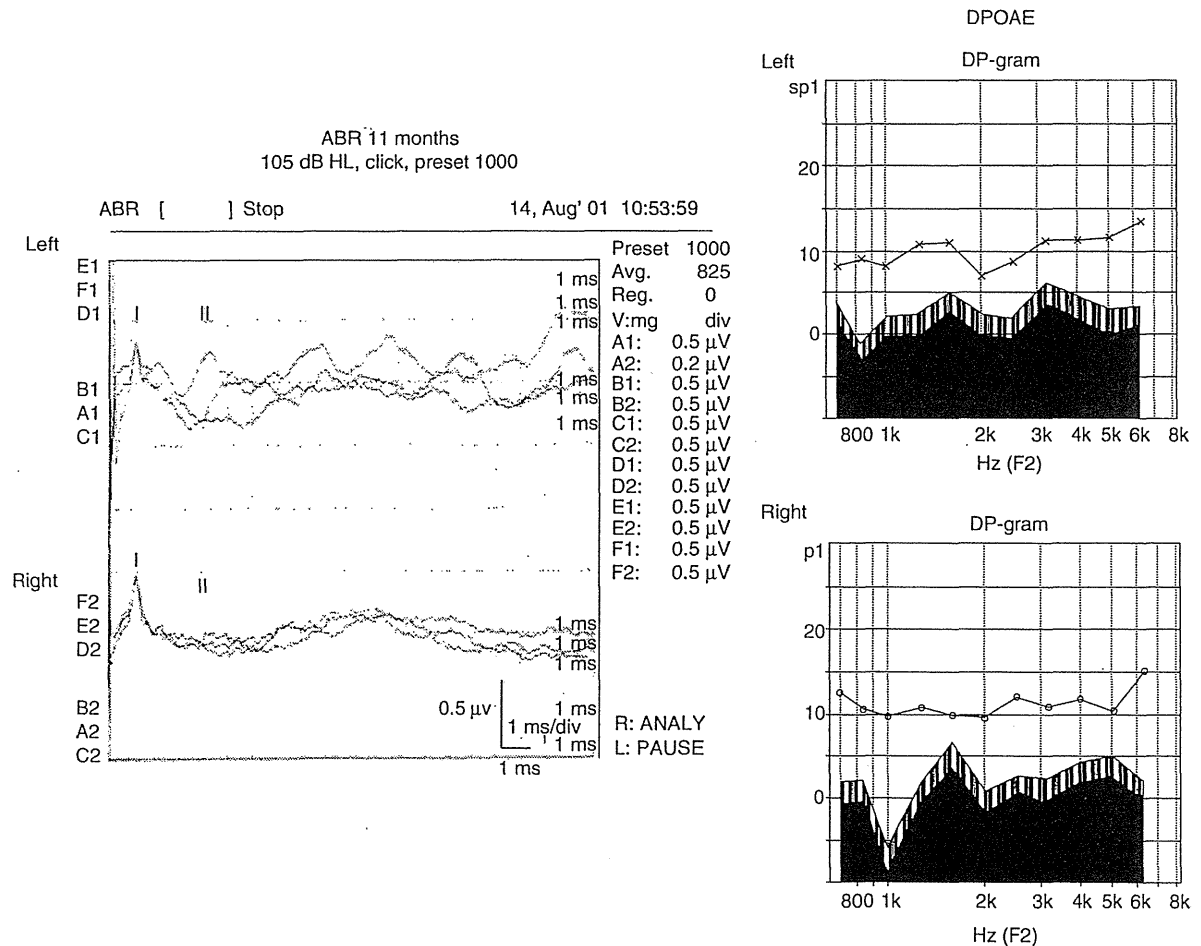 ABR 11 months
105 dB HL, click, preset 1000
ABR [ ] Stop 14, Aug' 01 10:53:59
Left
E1
F1
D1
B1
A1
C1
I II
1 ms
1 ms
1 ms
1 ms
1 ms
1 ms
Preset 1000
Avg. 825
Reg. 0
V:mg div
A1: 0.5 µV
A2: 0.2 µV
B1: 0.5 µV
B2: 0.5 µV
C1: 0.5 µV
C2: 0.5 µV
D1: 0.5 µV
D2: 0.5 µV
E1: 0.5 µV
E2: 0.5 µV
F1: 0.5 µV
F2: 0.5 µV
Right
I
II
F2
E2
D2
B2
A2
C2
1 ms
1 ms
1 ms
0.5 µv
1 ms/div
1 ms
1 ms
1 ms
R: ANALY
L: PAUSE
DPOAE
Left DP-gram
sp1
20
10
0
800 1k 2k 3k 4k 5k 6k 8k
Hz (F2)
Right DP-gram
p1
20
10
0
800 1k 2k 3k 4k 5k 6k 8k
Hz (F2)